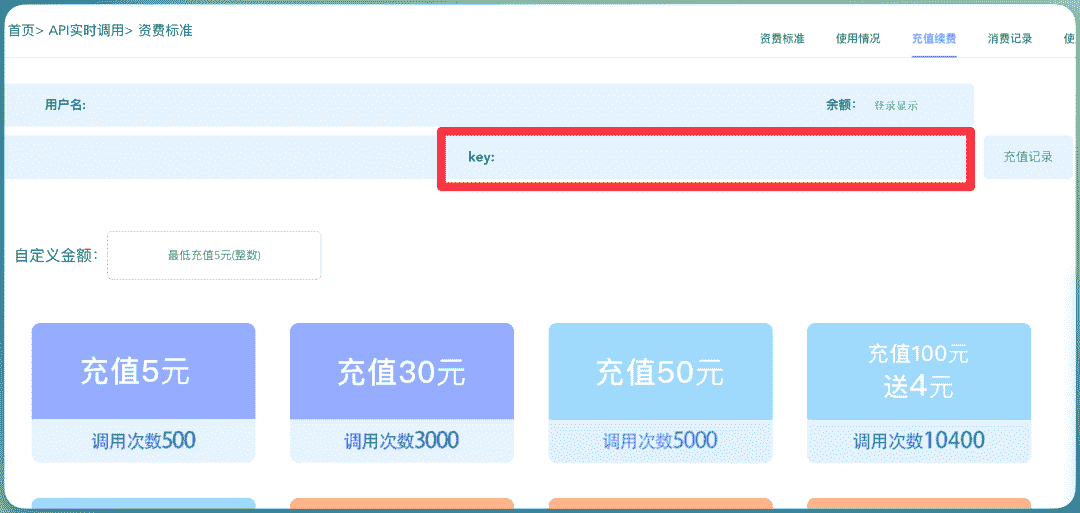 首页> API实时调用> 资费标准
资费标准 使用情况 充值续费 消费记录 使
用户名: 余额: 登录显示
key: 充值记录
自定义金额: 最低充值5元(整数)
充值5元 充值30元 充值50元 充值100元
送4元
调用次数500 调用次数3000 调用次数5000 调用次数10400